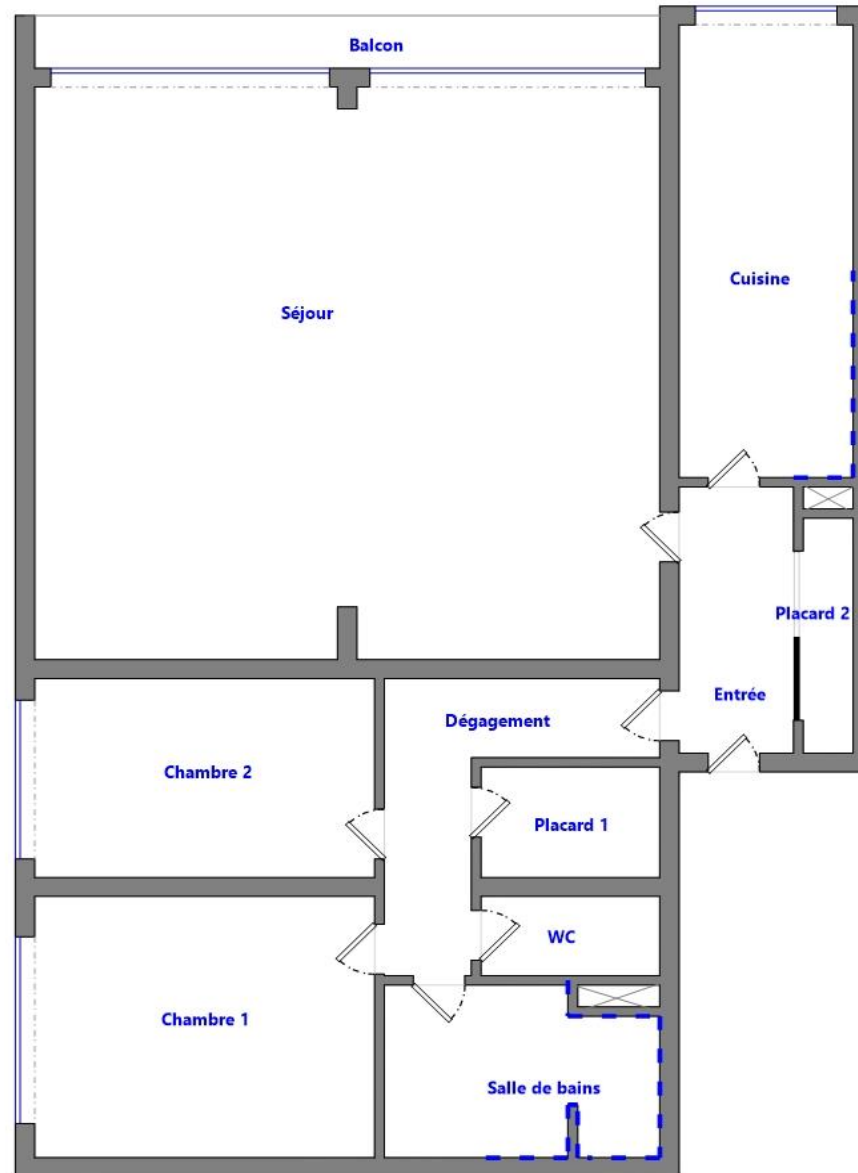 Balcon
Cuisine
Séjour
Placard 2
Entrée
Dégagement
Chambre 2
Placard 1
WC
Chambre 1
Salle de bains